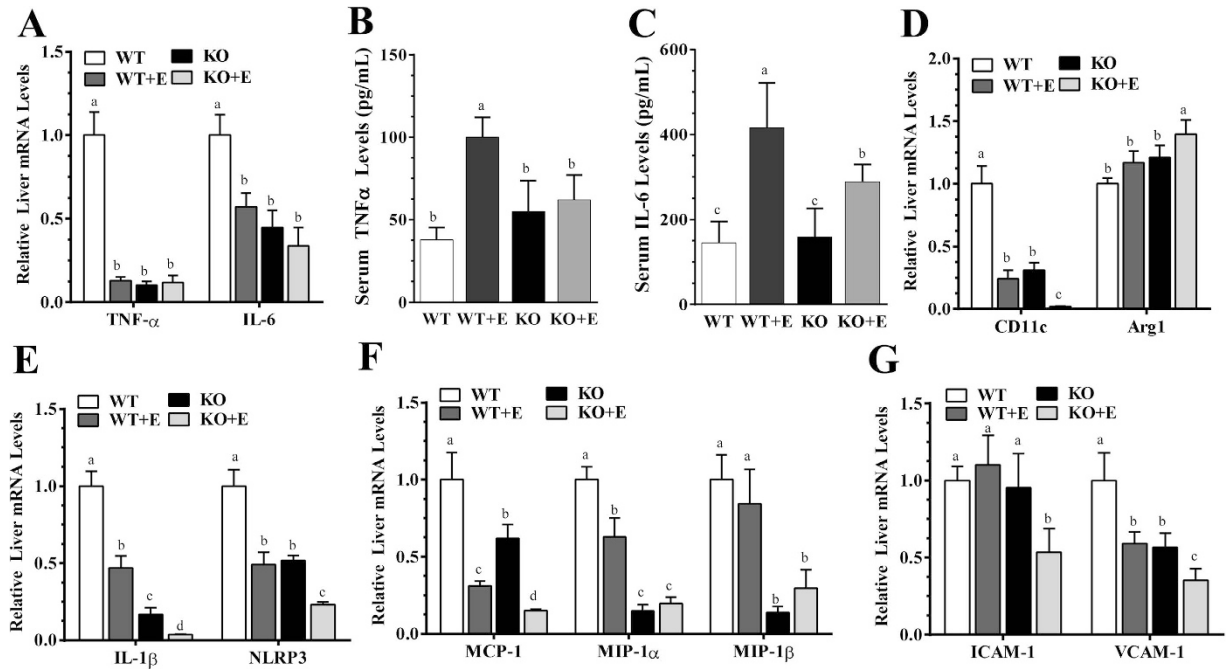 A
WT KO
WT+E KO+E
Relative Liver mRNA Levels
1.5
1.0
0.5
0.0
a b b b a b b b
TNF-α IL-6
B
Serum TNFα Levels (pg/mL)
150
100
50
0
b a b b
WT WT+E KO KO+E
C
Serum IL-6 Levels (pg/mL)
600
400
200
0
c a c b
WT WT+E KO KO+E
D
WT KO
WT+E KO+E
Relative Liver mRNA Levels
2.0
1.5
1.0
0.5
0.0
a b b c b b b a
CD11c Arg1
E
WT KO
WT+E KO+E
Relative Liver mRNA Levels
1.5
1.0
0.5
0.0
a b c d a b b c
IL-1β NLRP3
F
WT KO
WT+E KO+E
Relative Liver mRNA Levels
1.5
1.0
0.5
0.0
a c b d a b c c a a b b
MCP-1 MIP-1α MIP-1β
G
WT KO
WT+E KO+E
Relative Liver mRNA Levels
1.5
1.0
0.5
0.0
a a a b a b b c
ICAM-1 VCAM-1